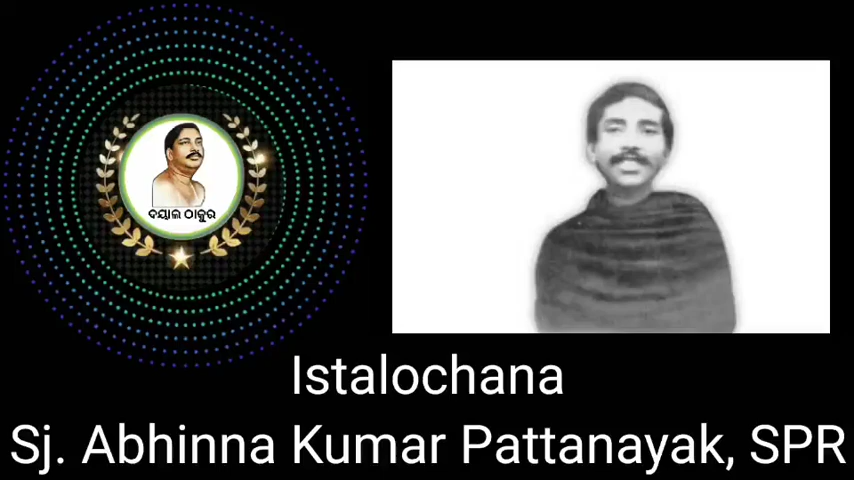 ଦୟାଲ ଠାକୁର
Istalochana
Sj. Abhinna Kumar Pattanayak, SPR